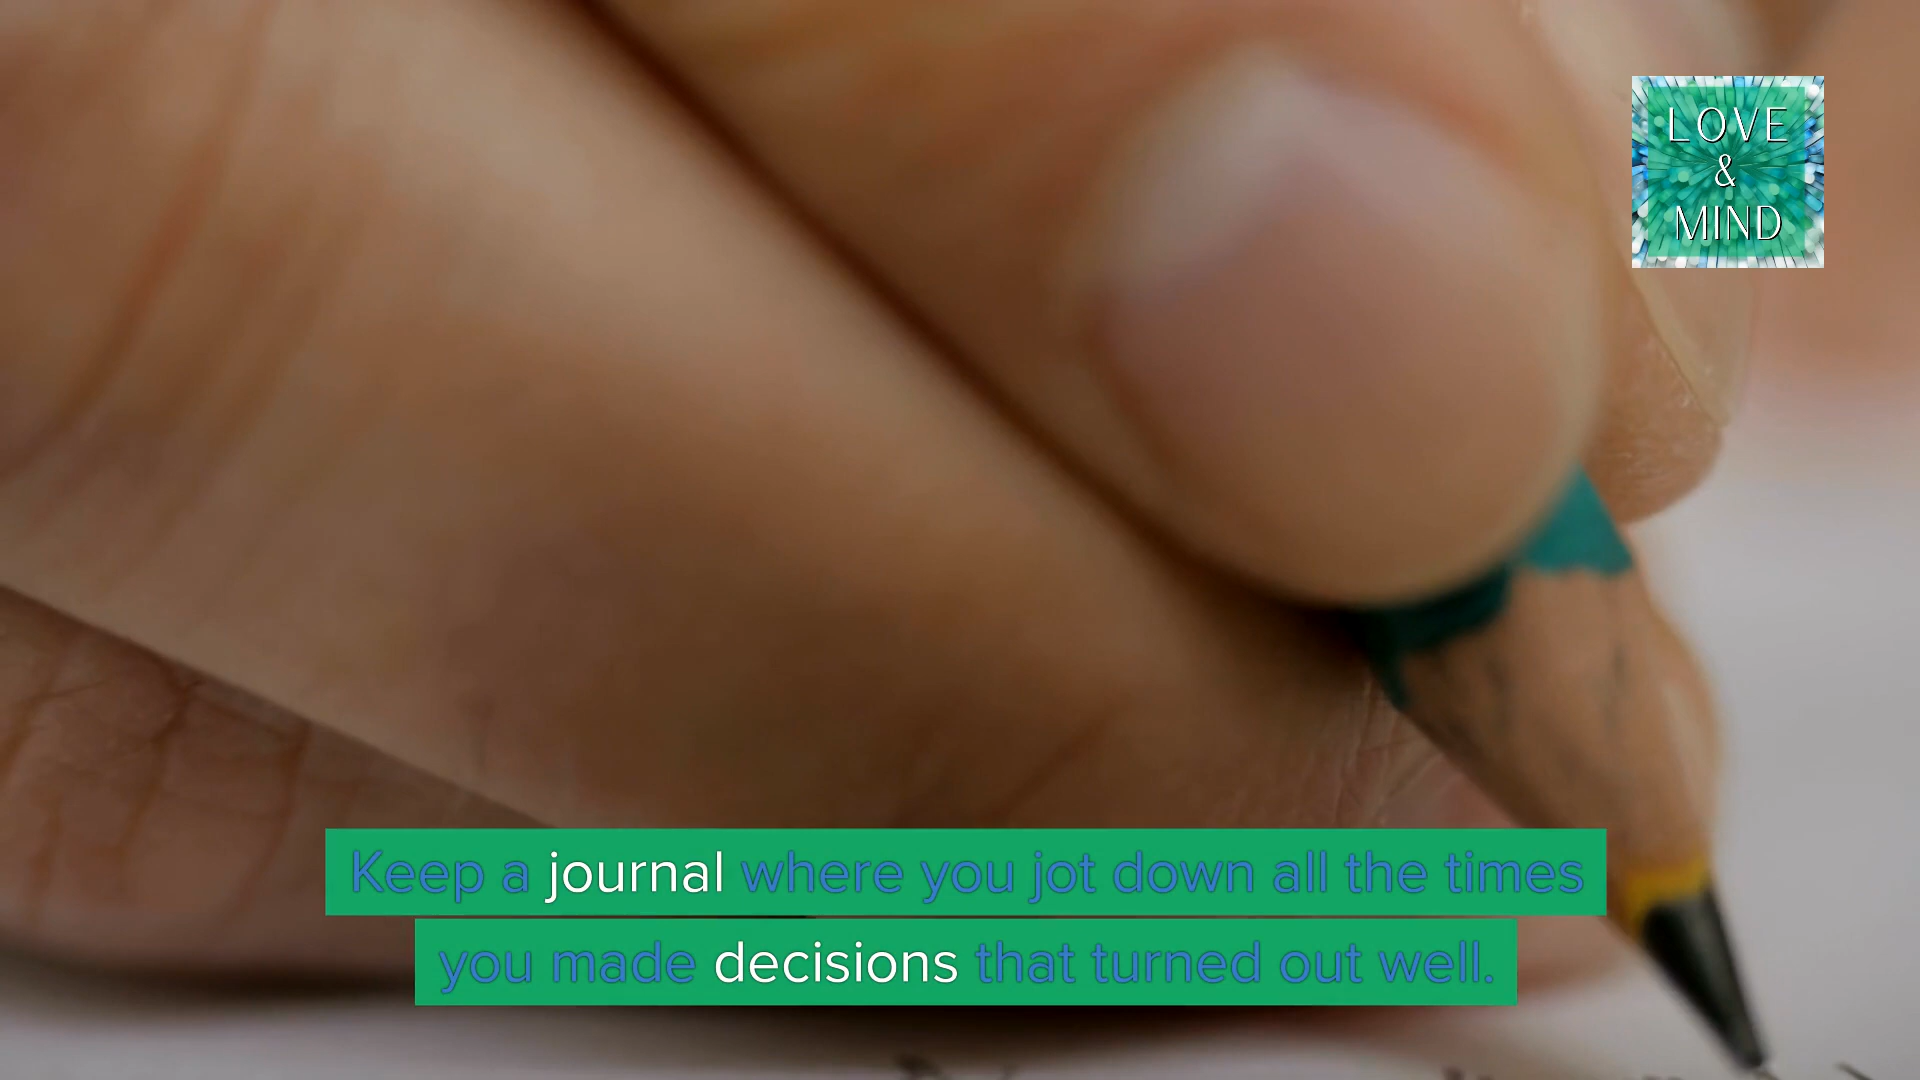 LOVE
&
MIND
Keep a journal where you jot down all the times
you made decisions that turned out well.